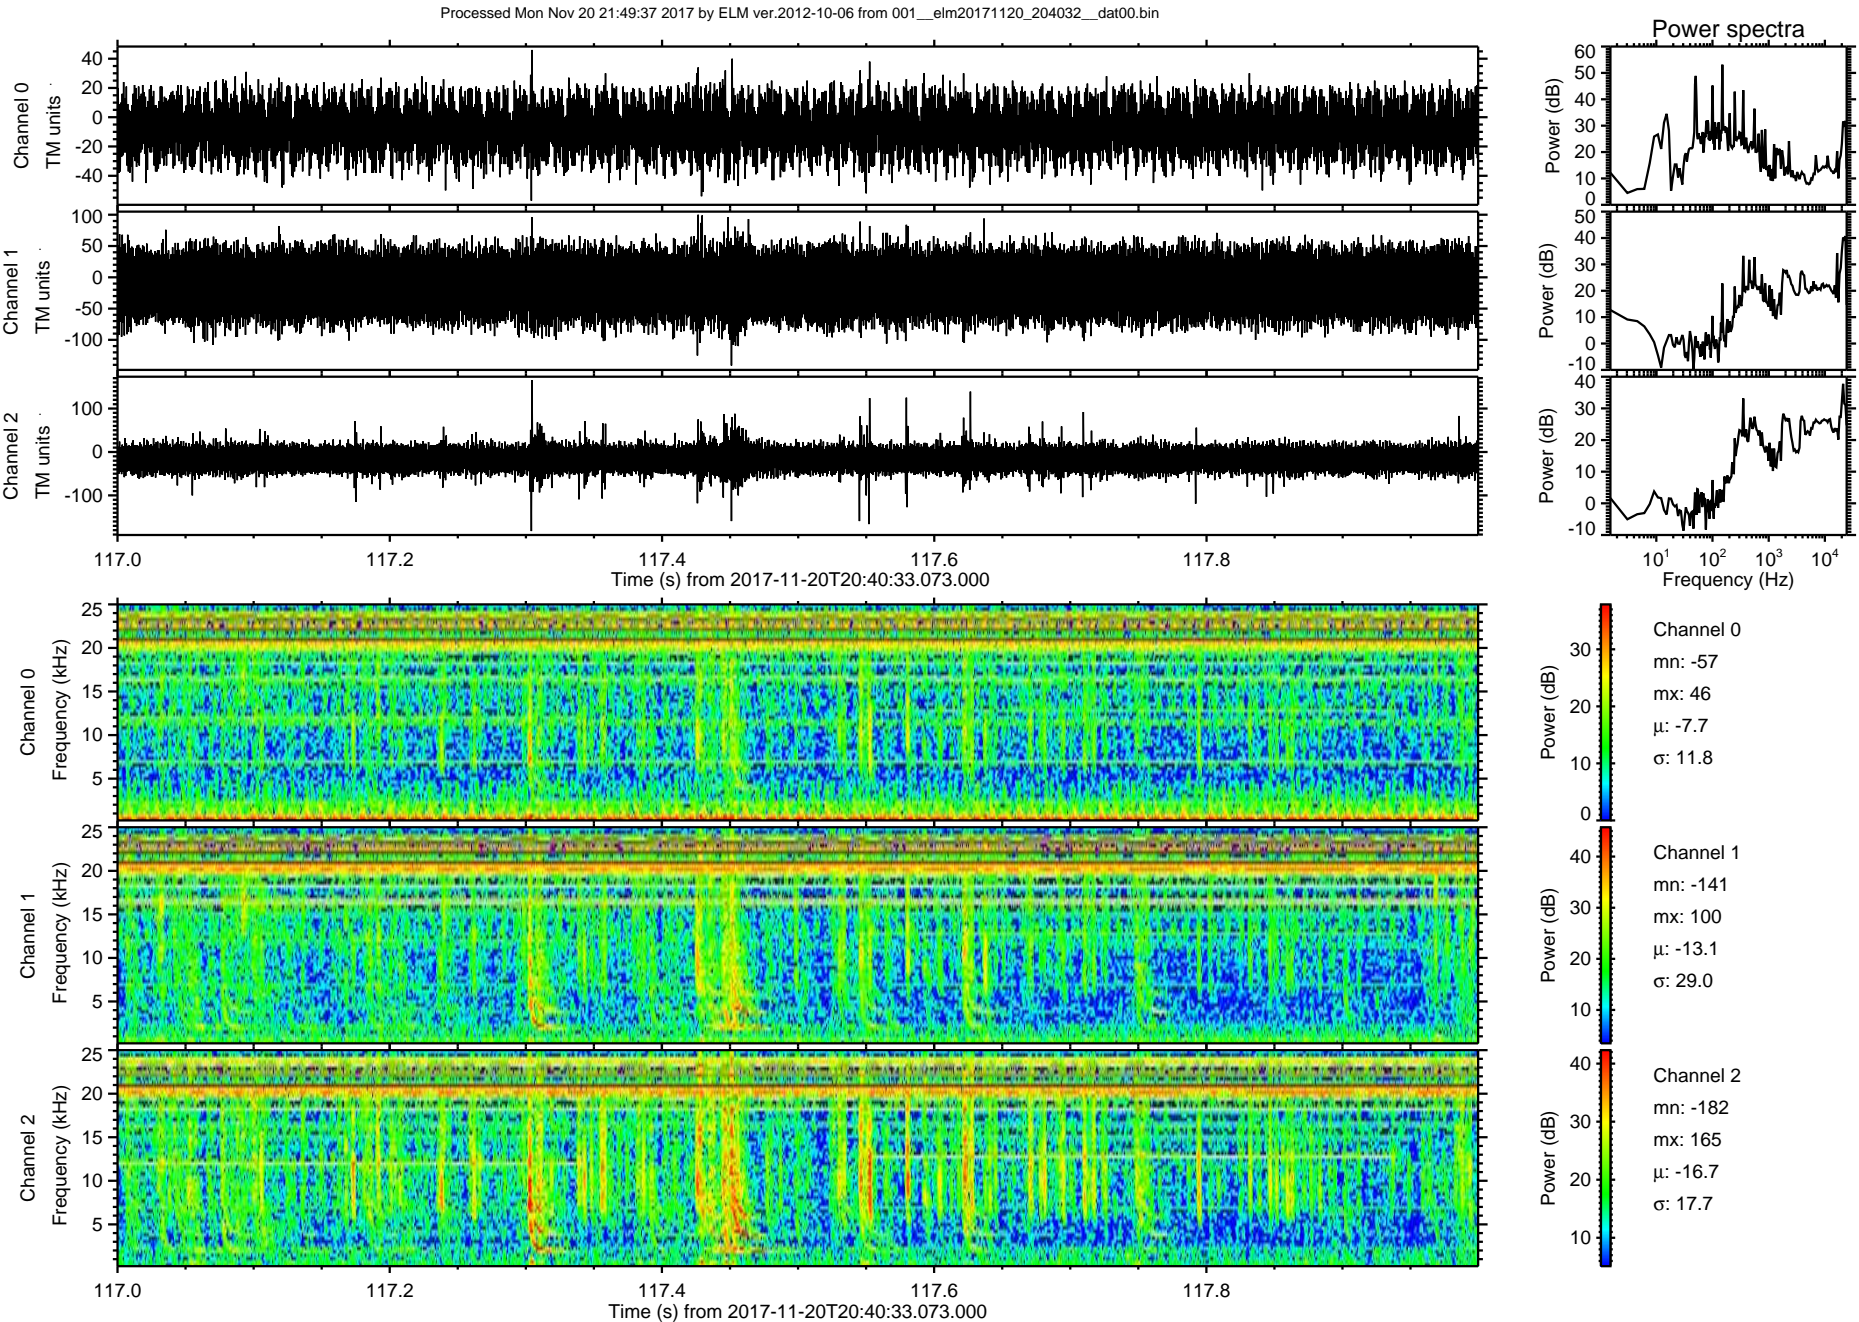 Processed Mon Nov 20 21:49:37 2017 by ELM ver.2012-10-06 from 001__elm20171120_204032__dat00.bin
Power spectra
Channel 0
TM units
40
20
0
-20
-40
Power (dB)
60
50
40
30
20
10
0
Channel 1
TM units
100
50
0
-50
-100
Power (dB)
50
40
30
20
10
0
-10
Channel 2
TM units
100
0
-100
Power (dB)
40
30
20
10
0
-10
117.0 117.2 117.4 117.6 117.8
Time (s) from 2017-11-20T20:40:33.073.000
10¹ 10² 10³ 10⁴
Frequency (Hz)
Channel 0
Frequency (kHz)
25
20
15
10
5
Power (dB)
30
20
10
0
Channel 0
mn: -57
mx: 46
μ: -7.7
σ: 11.8
Channel 1
Frequency (kHz)
25
20
15
10
5
Power (dB)
40
30
20
10
Channel 1
mn: -141
mx: 100
μ: -13.1
σ: 29.0
Channel 2
Frequency (kHz)
25
20
15
10
5
Power (dB)
40
30
20
10
Channel 2
mn: -182
mx: 165
μ: -16.7
σ: 17.7
117.0 117.2 117.4 117.6 117.8
Time (s) from 2017-11-20T20:40:33.073.000